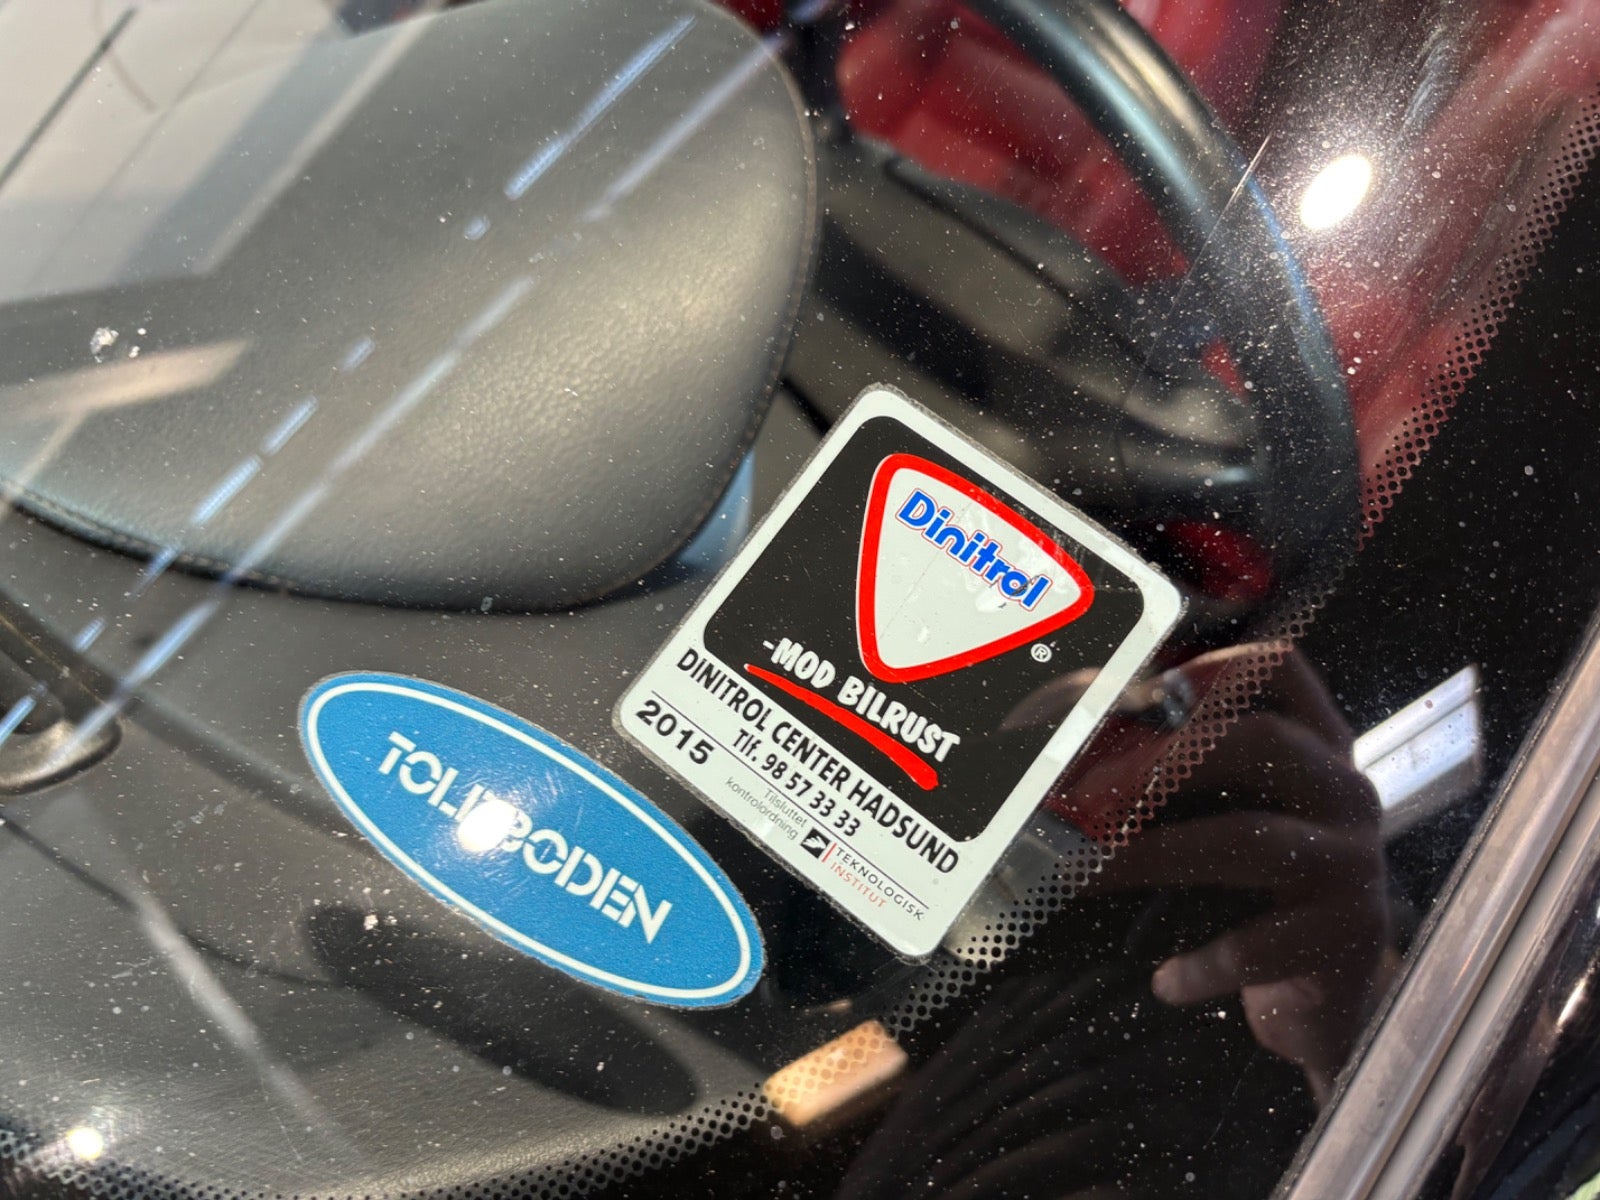 Dinitrol
®
-MOD BILRUST
DINITROL CENTER HADSUND
Tlf. 98 57 33 33
2015
Tilsluttet
kontrolordning
TEKNOLOGISK
INSTITUT
TOLDBODEN